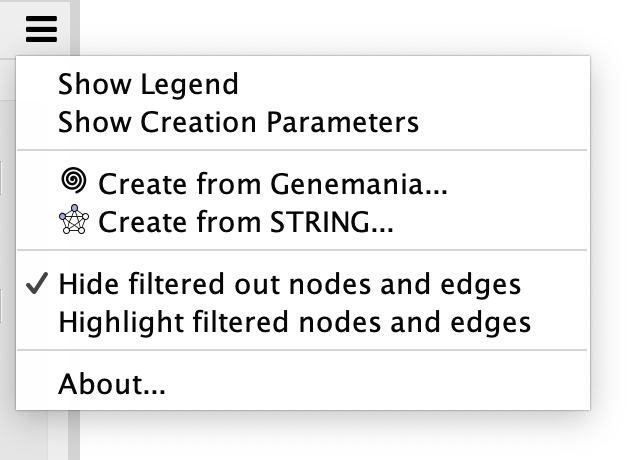 Show Legend
Show Creation Parameters
Create from Genemania...
Create from STRING...
Hide filtered out nodes and edges
Highlight filtered nodes and edges
About...